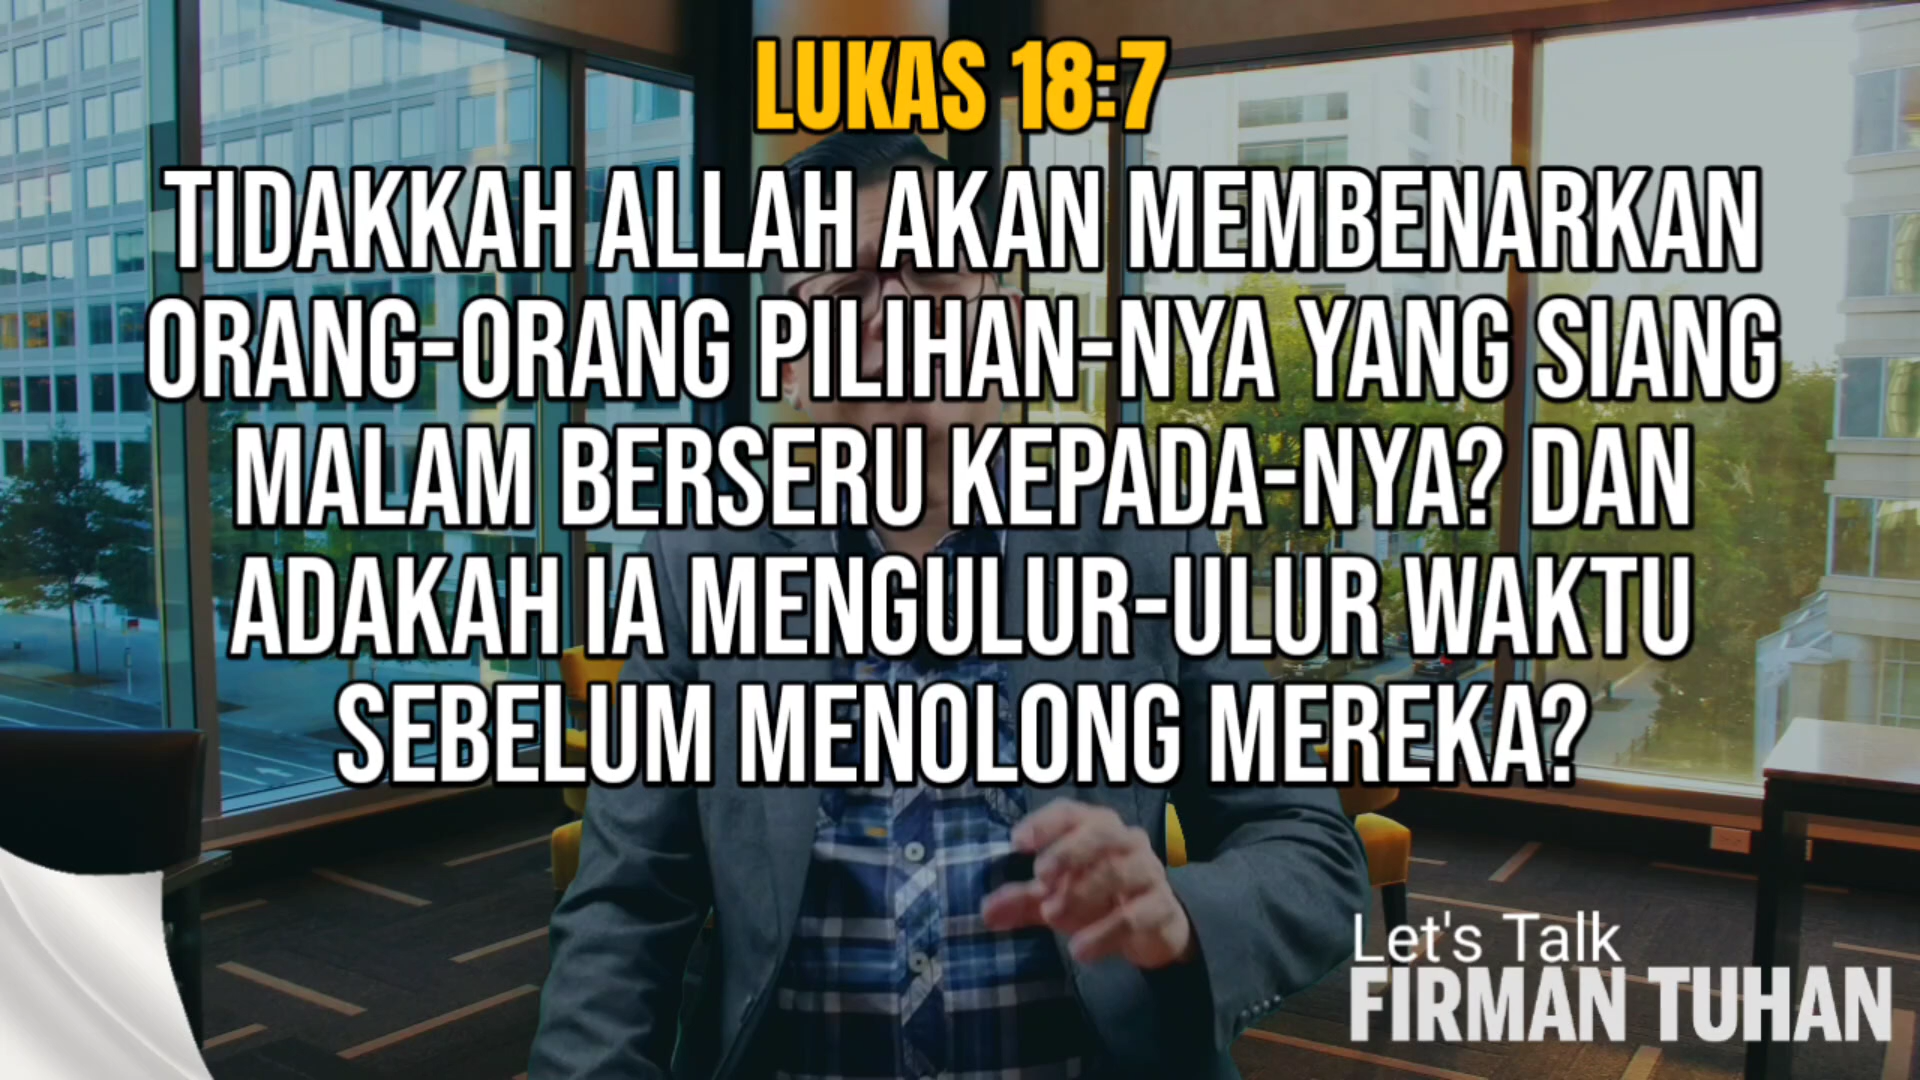 LUKAS 18:7
TIDAKKAH ALLAH AKAN MEMBENARKAN
ORANG-ORANG PILIHAN-NYA YANG SIANG
MALAM BERSERU KEPADA-NYA? DAN
ADAKAH IA MENGULUR-ULUR WAKTU
SEBELUM MENOLONG MEREKA?
Let's Talk
FIRMAN TUHAN